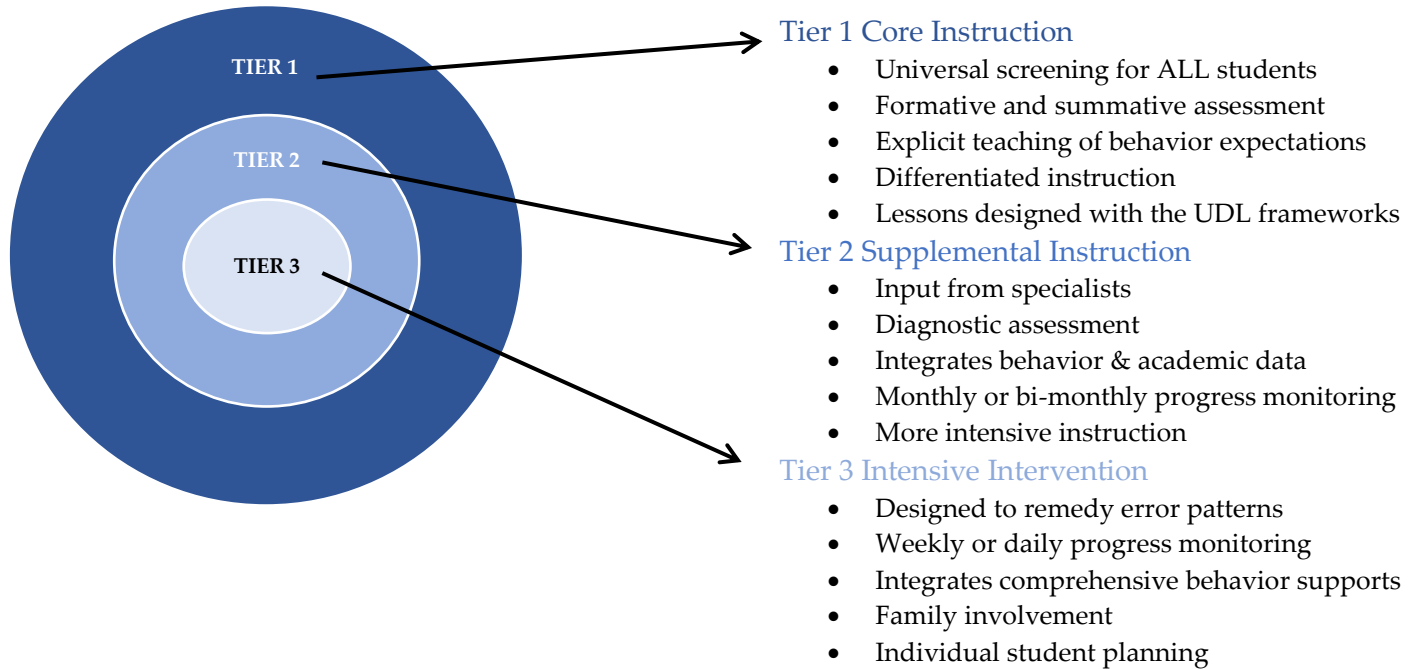 TIER 1
TIER 2
TIER 3
Tier 1 Core Instruction
• Universal screening for ALL students
• Formative and summative assessment
• Explicit teaching of behavior expectations
• Differentiated instruction
• Lessons designed with the UDL frameworks
Tier 2 Supplemental Instruction
• Input from specialists
• Diagnostic assessment
• Integrates behavior & academic data
• Monthly or bi-monthly progress monitoring
• More intensive instruction
Tier 3 Intensive Intervention
• Designed to remedy error patterns
• Weekly or daily progress monitoring
• Integrates comprehensive behavior supports
• Family involvement
• Individual student planning